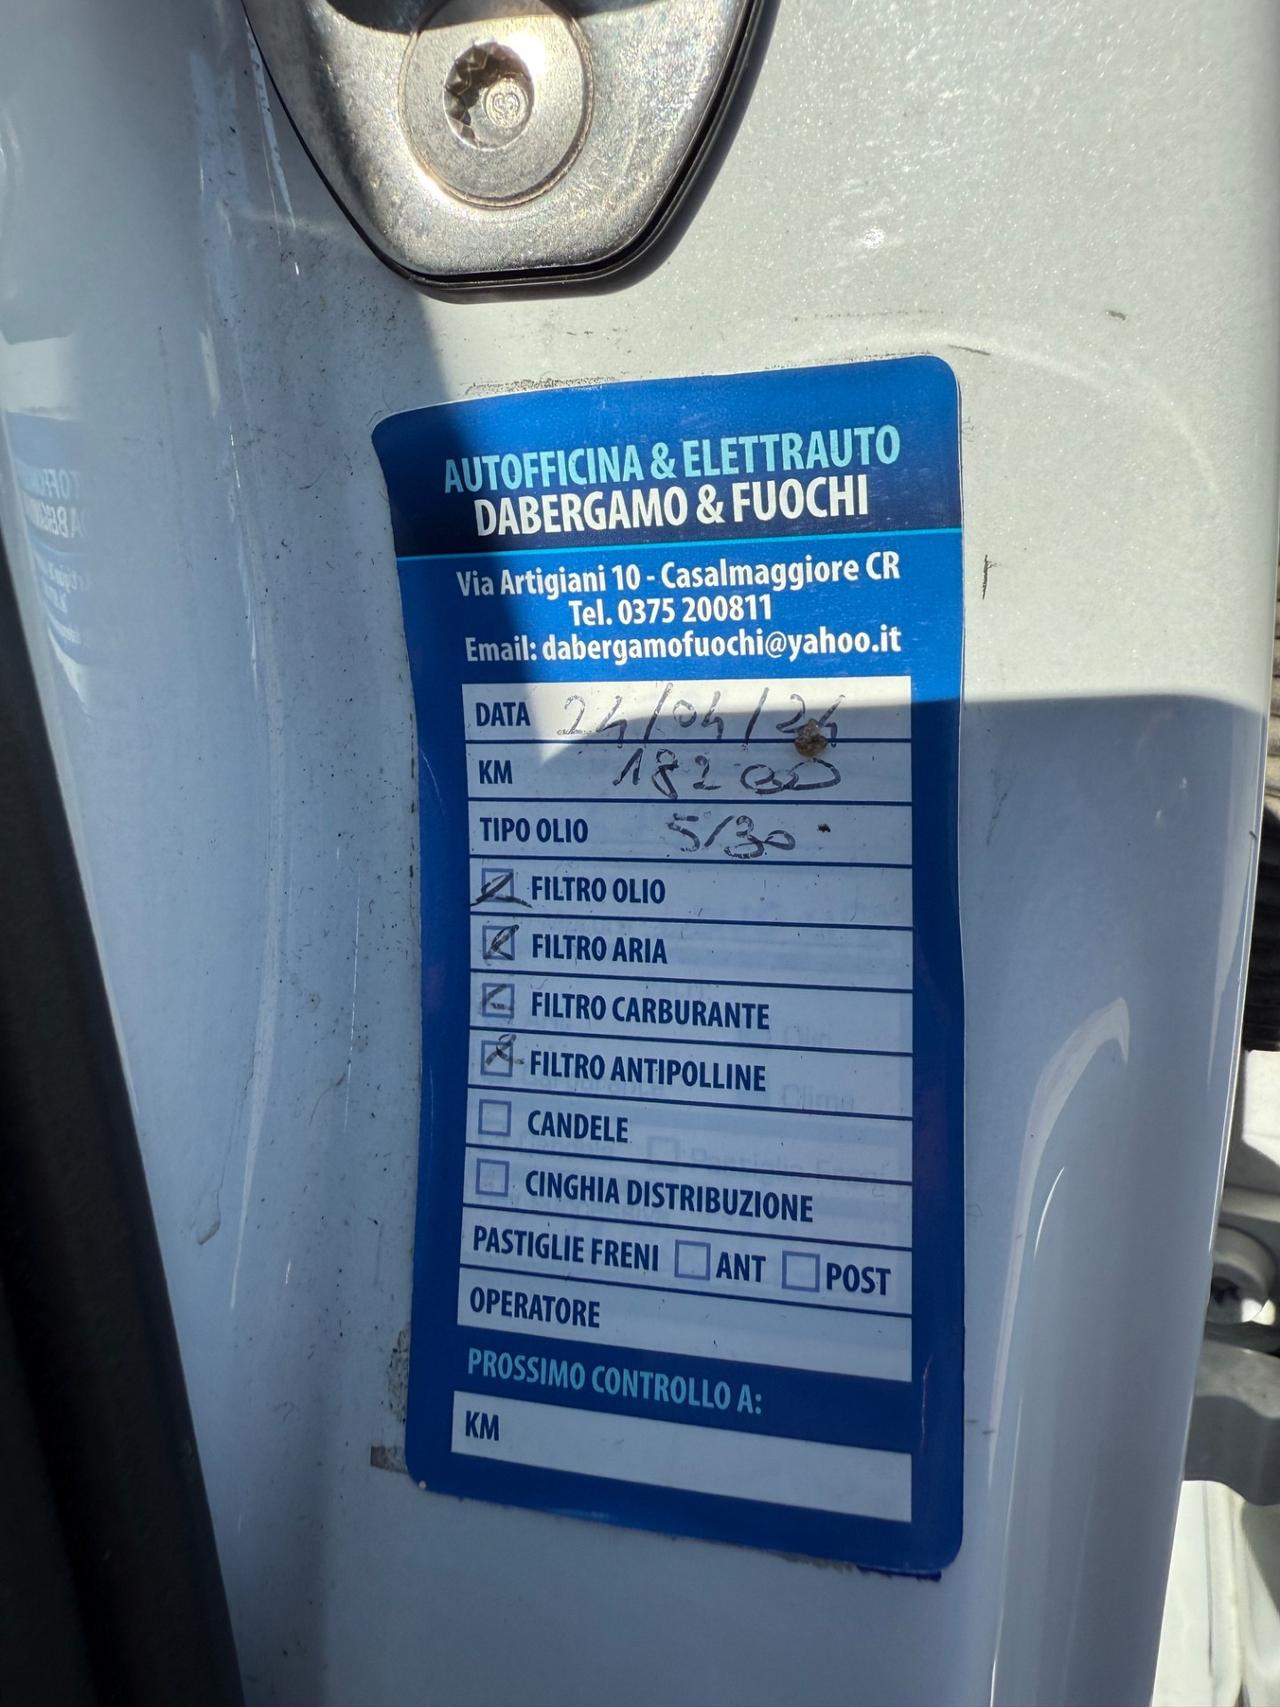 AUTOFFICINA & ELETTRAUTO
DABERGAMO & FUOCHI
Via Artigiani 10 - Casalmaggiore CR
Tel. 0375 200811
Email: dabergamofuochi@yahoo.it
DATA 24/04/24
KM 182000
TIPO OLIO 5/30
FILTRO OLIO
FILTRO ARIA
FILTRO CARBURANTE
FILTRO ANTIPOLLINE
CANDELE
CINGHIA DISTRIBUZIONE
PASTIGLIE FRENI ANT POST
OPERATORE
PROSSIMO CONTROLLO A:
KM